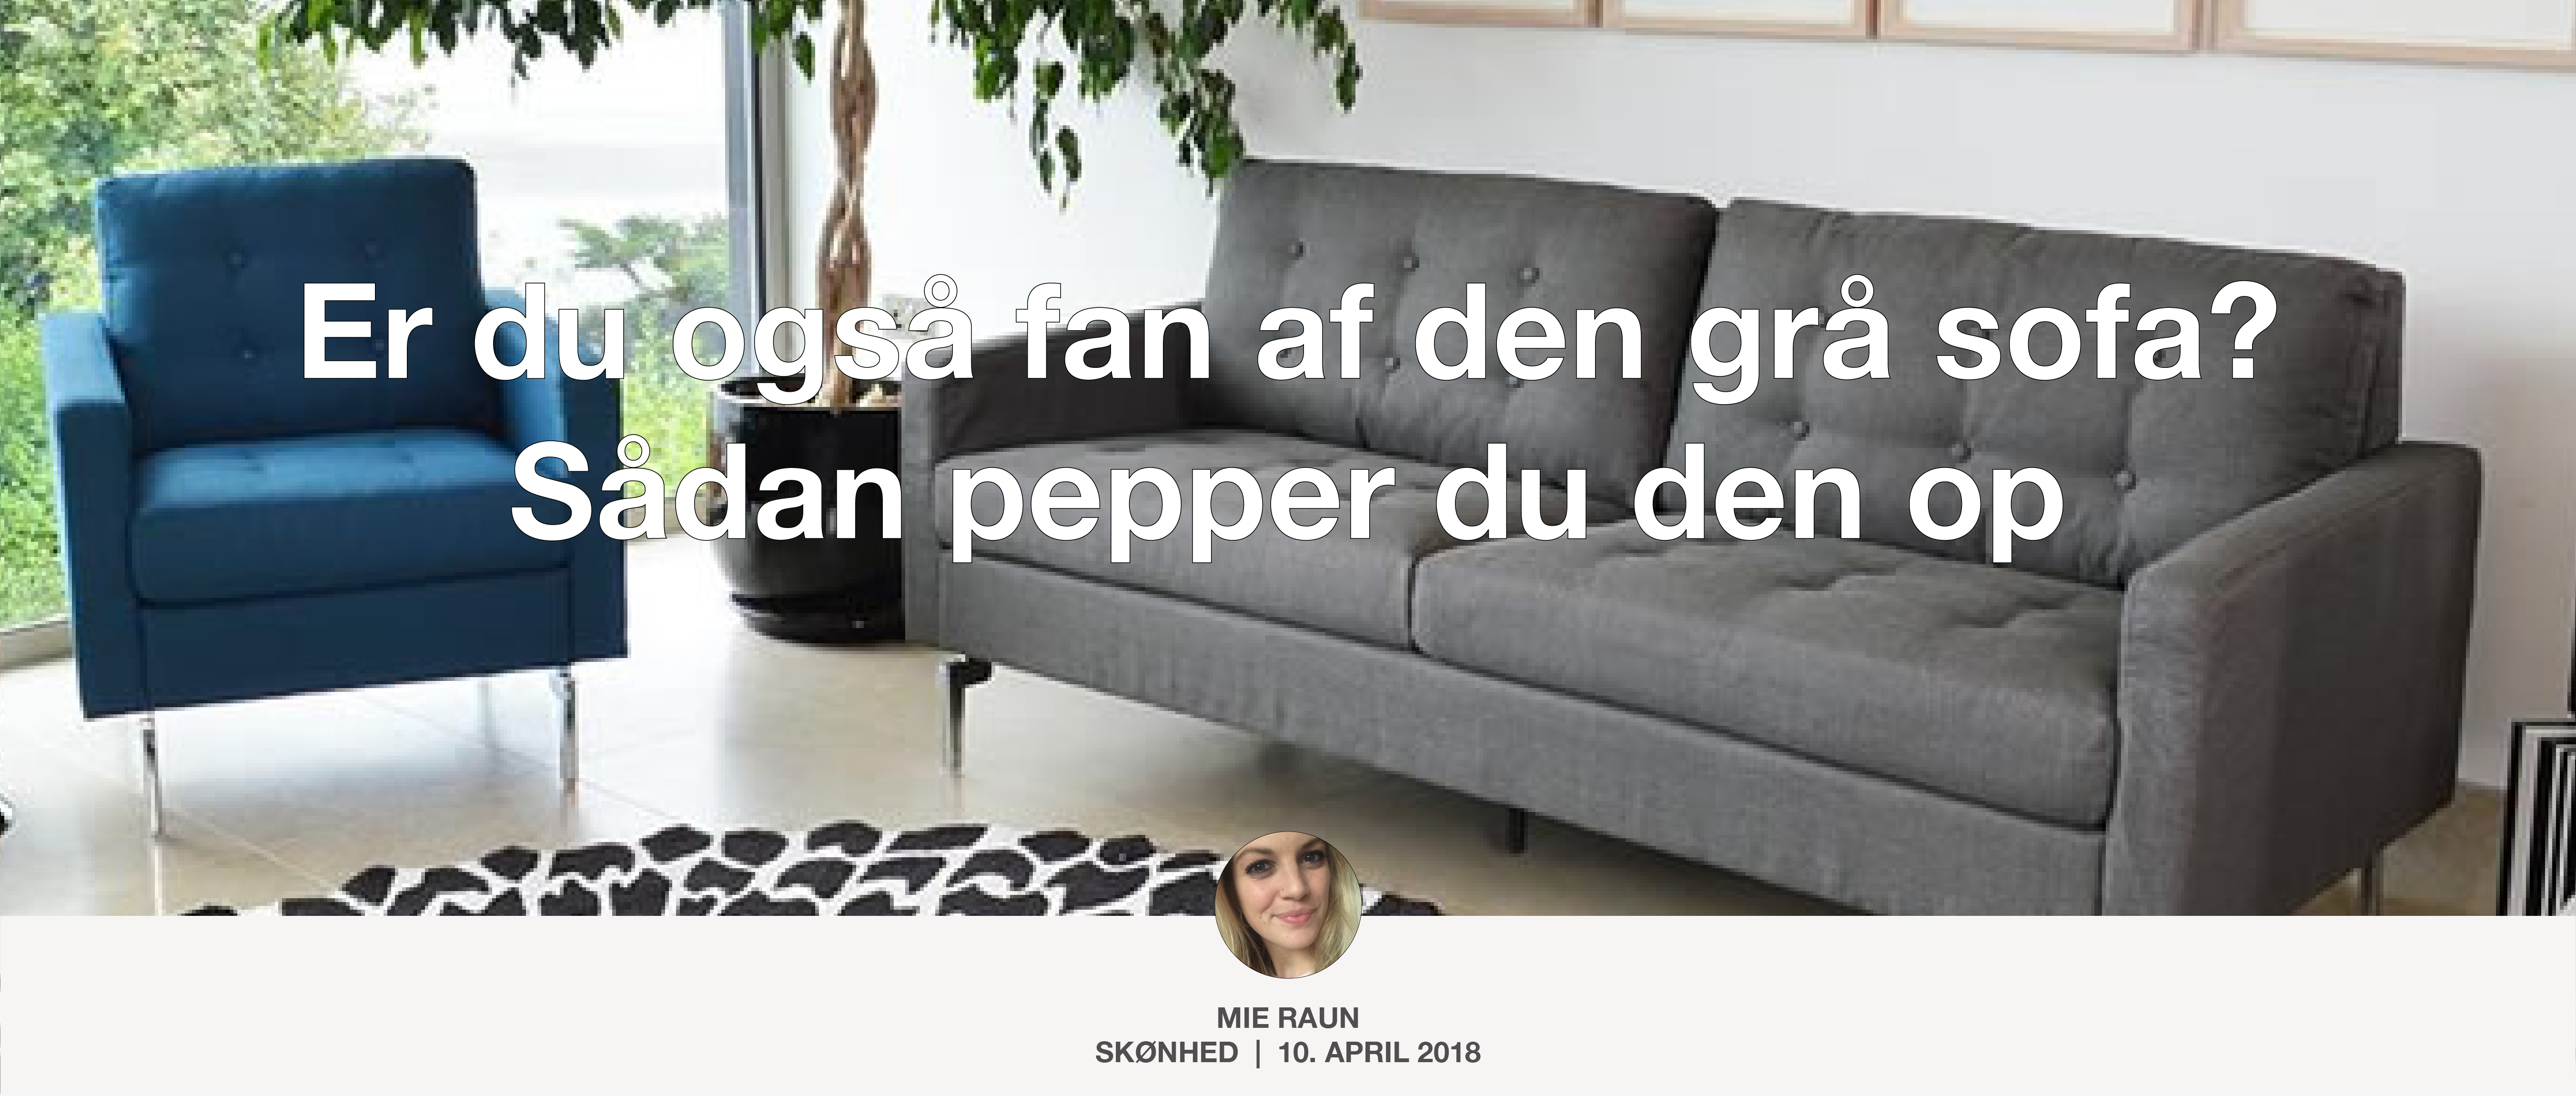 Er du også fan af den grå sofa?
Sådan pepper du den op
MIE RAUN
SKØNHED | 10. APRIL 2018